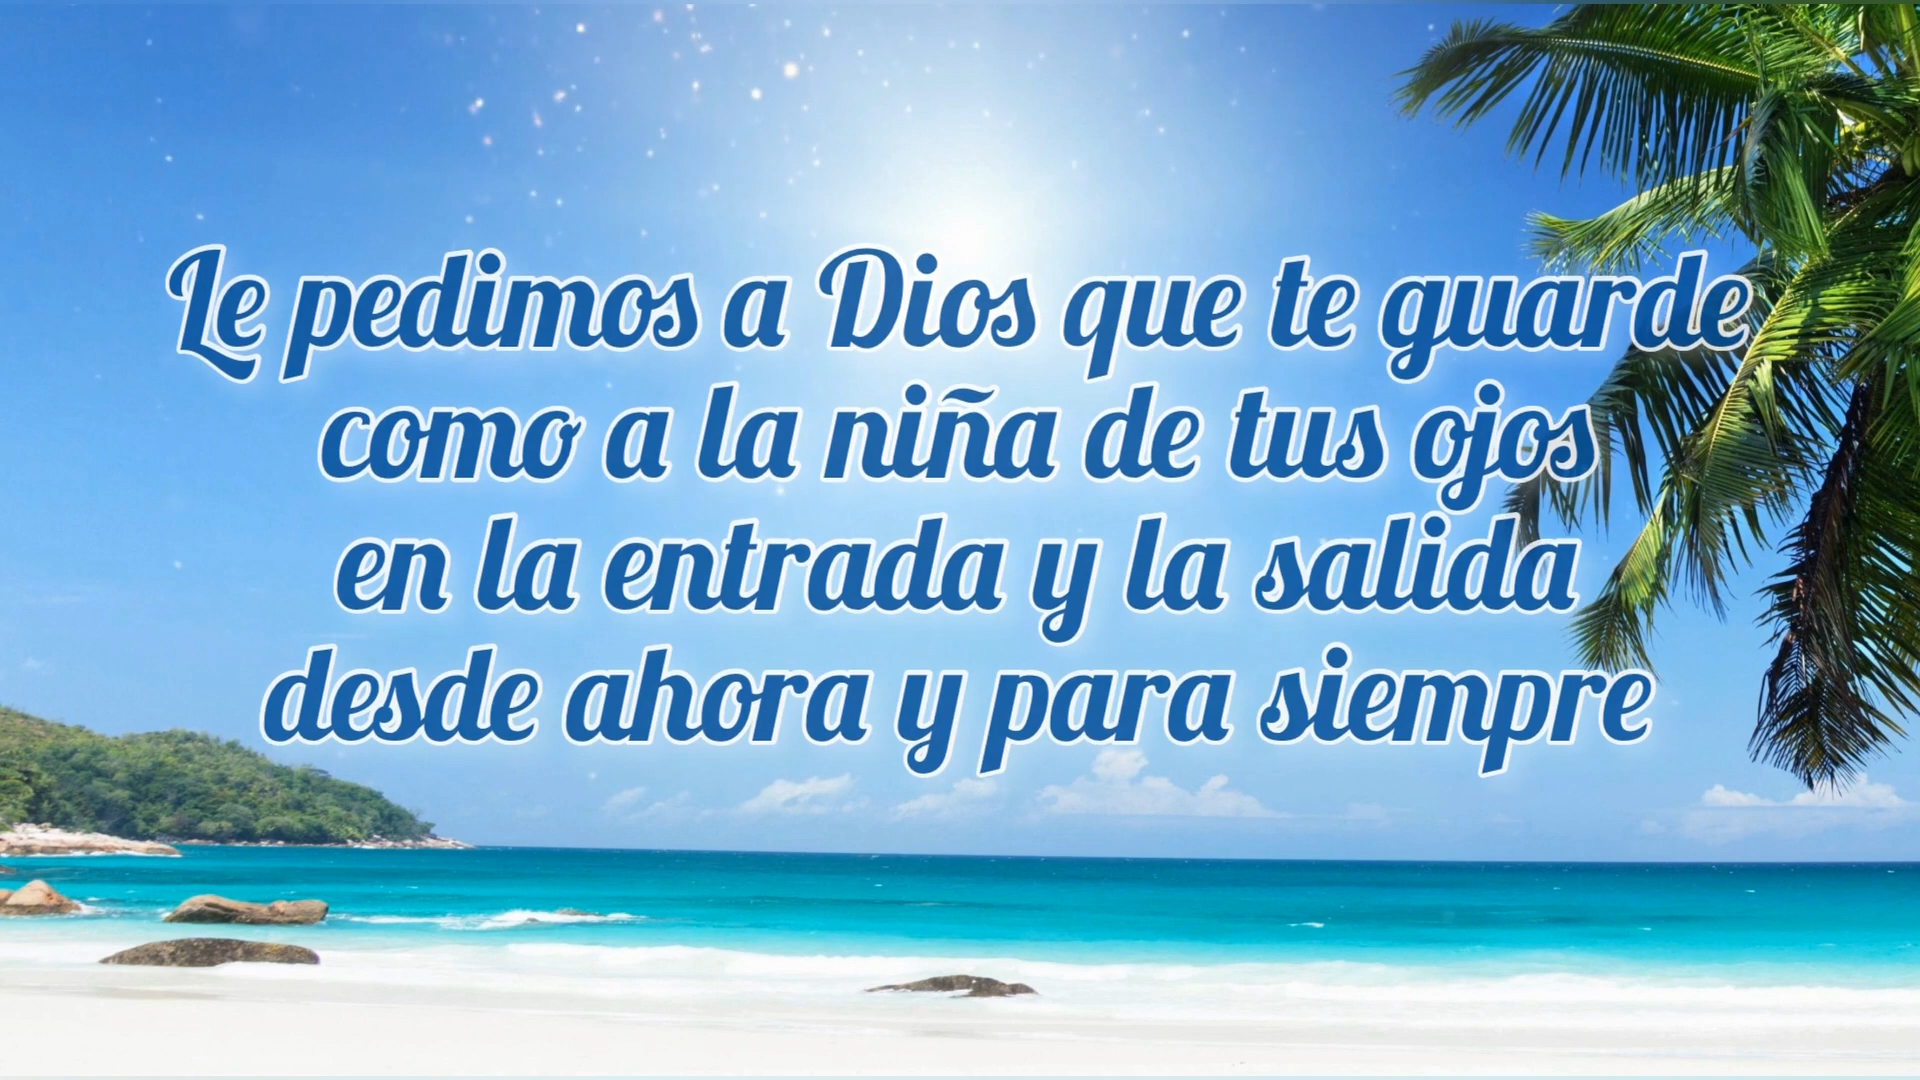 Le pedimos a Dios que te guarde
como a la niña de tus ojos
en la entrada y la salida
desde ahora y para siempre